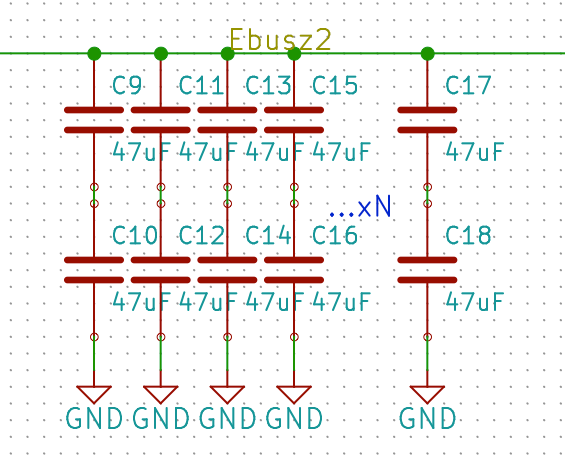 Ebusz2
C9 C11 C13 C15 C17
47uF 47uF 47uF 47uF 47uF
...xN
C10 C12 C14 C16 C18
47uF 47uF 47uF 47uF 47uF
GND GND GND GND GND